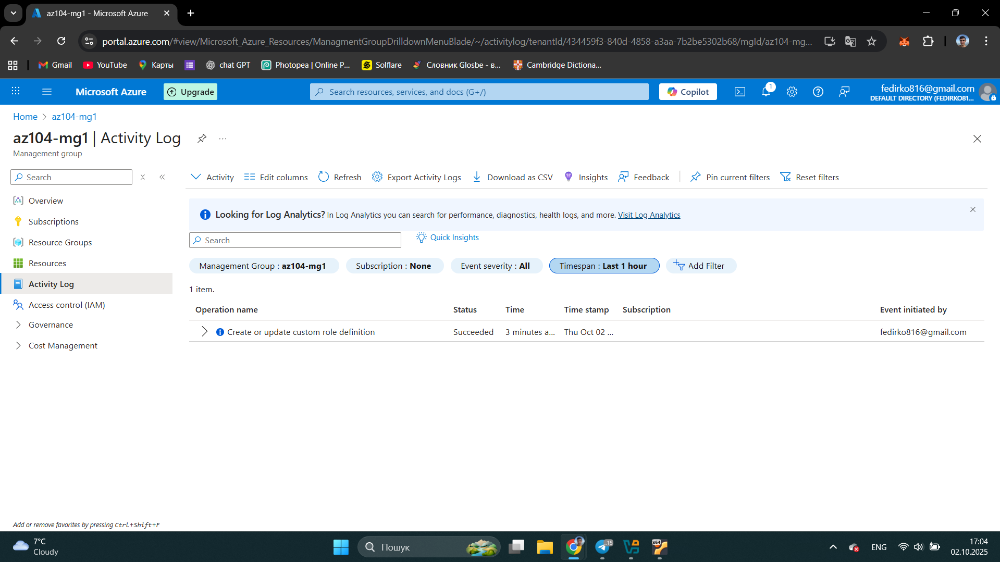 az104-mg1 - Microsoft Azure
portal.azure.com/#view/Microsoft_Azure_Resources/ManagmentGroupDrilldownMenuBlade/~/activitylog/tenantId/434459f3-840d-4858-a3aa-7b2be5302b68/mgId/az104-mg...
Gmail YouTube Карты chat GPT Photopea | Online P... Solflare Словник Glosbe - в... Cambridge Dictiona...
Microsoft Azure Upgrade Search resources, services, and docs (G+/) Copilot 1 fedirko816@gmail.com
DEFAULT DIRECTORY (FEDIRKO81...
Home > az104-mg1
az104-mg1 | Activity Log ...
Management group
Search
Activity Edit columns Refresh Export Activity Logs Download as CSV Insights Feedback Pin current filters Reset filters
Overview
Subscriptions
Resource Groups
Resources
Activity Log
Access control (IAM)
Governance
Cost Management
Looking for Log Analytics? In Log Analytics you can search for performance, diagnostics, health logs, and more. Visit Log Analytics
Search Quick Insights
Management Group : az104-mg1 Subscription : None Event severity : All Timespan : Last 1 hour Add Filter
1 item.
Operation name Status Time Time stamp Subscription Event initiated by
Create or update custom role definition Succeeded 3 minutes a... Thu Oct 02 ... fedirko816@gmail.com
Add or remove favorites by pressing Ctrl+Shift+F
7°C
Cloudy
Пошук
..15
x64
ENG
17:04
02.10.2025